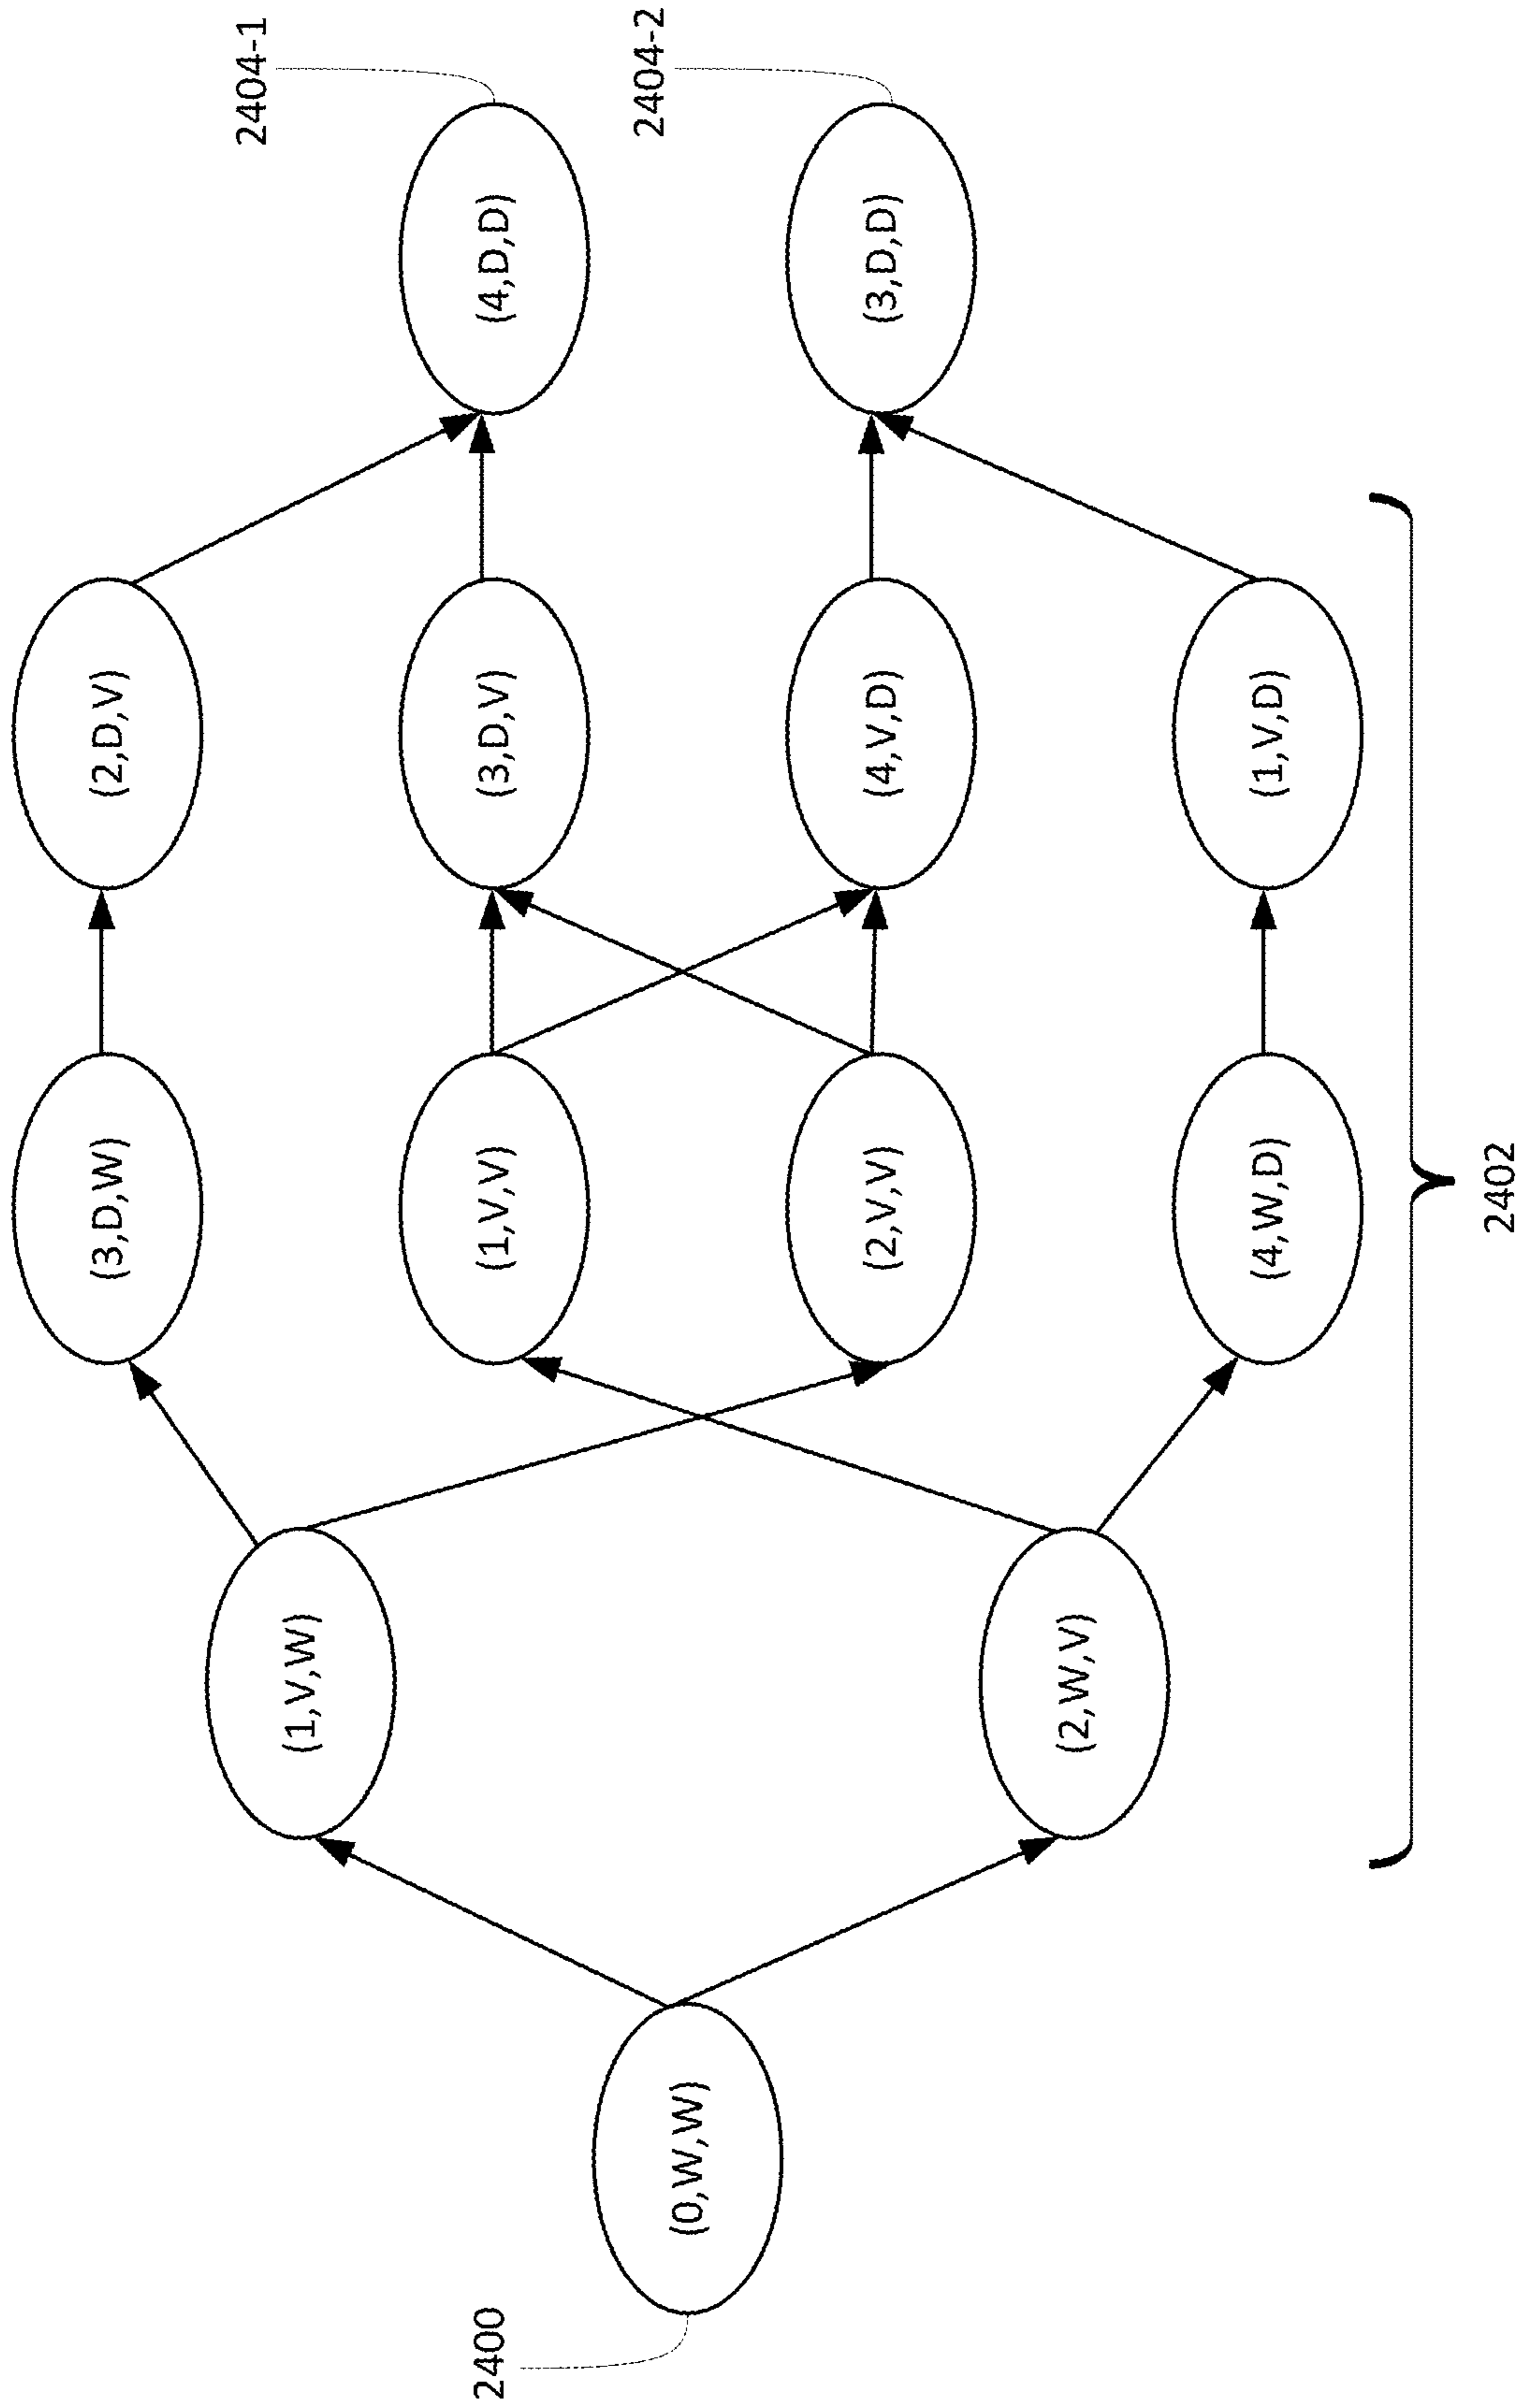 2400
(0,W,W)
(1,V,W)
(2,W,V)
(3,D,W)
(1,V,V)
(2,V,V)
(4,W,D)
(2,D,V)
(3,D,V)
(4,V,D)
(1,V,D)
(4,D,D)
(3,D,D)
2404-1
2404-2
2402